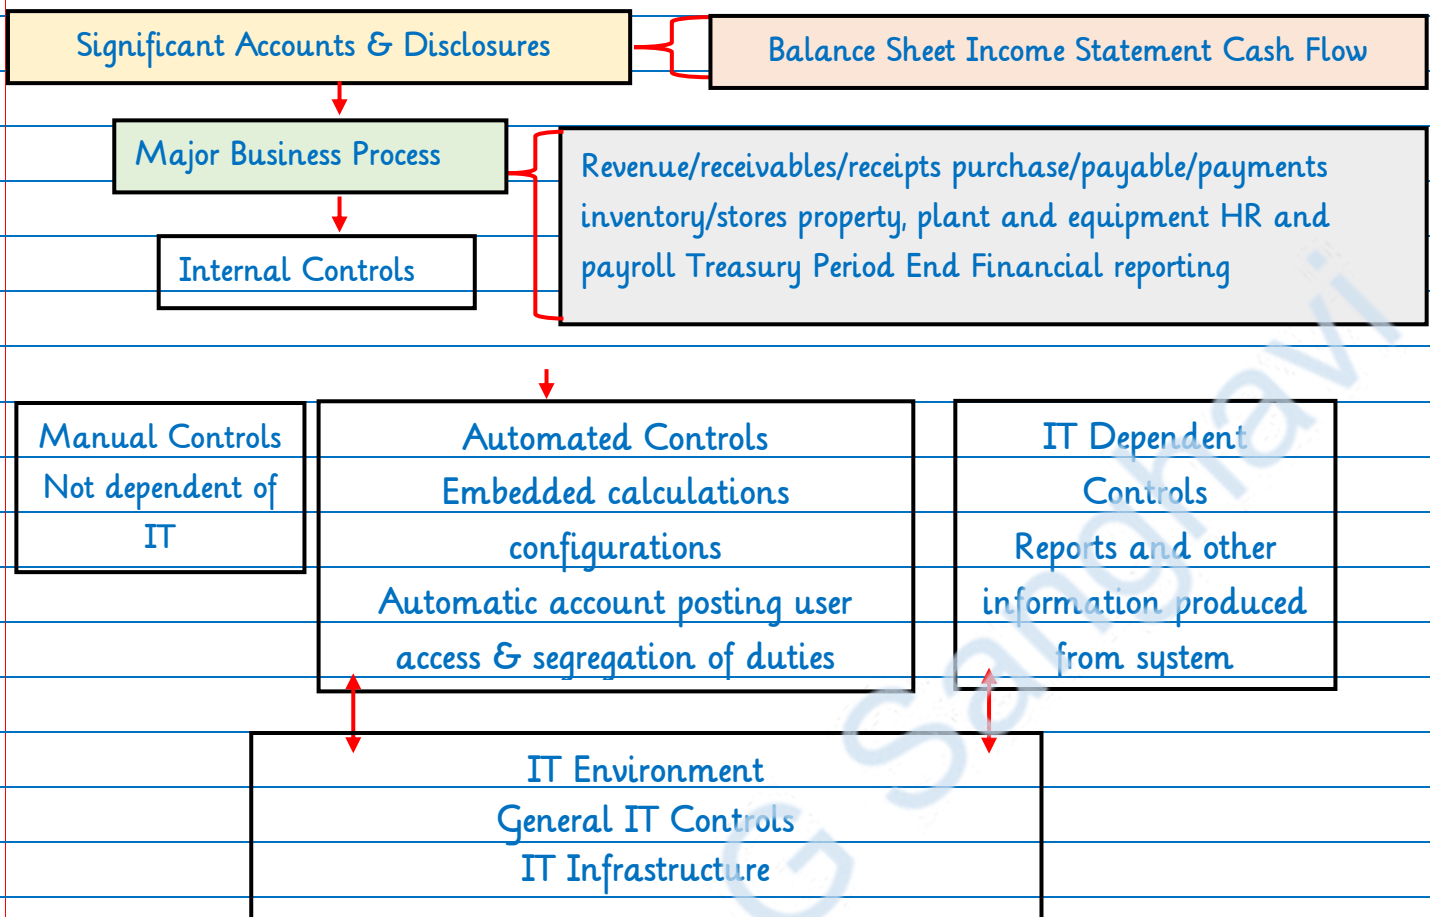 Significant Accounts & Disclosures
Balance Sheet Income Statement Cash Flow
Major Business Process
Revenue/receivables/receipts purchase/payable/payments
inventory/stores property, plant and equipment HR and
payroll Treasury Period End Financial reporting
Internal Controls
Manual Controls
Not dependent of
IT
Automated Controls
Embedded calculations
configurations
Automatic account posting user
access & segregation of duties
IT Dependent
Controls
Reports and other
information produced
from system
IT Environment
General IT Controls
IT Infrastructure
G Sanghavi